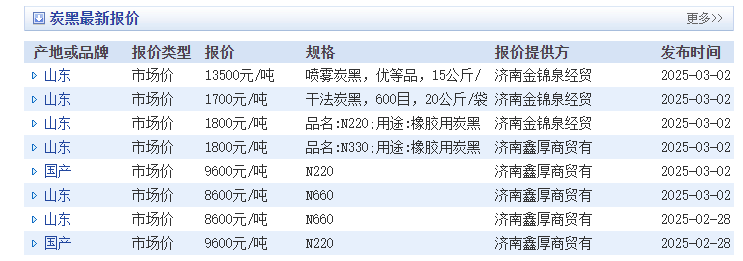 炭黑最新报价 更多>>
产地或品牌 报价类型 报价 规格 报价提供方 发布时间
山东 市场价 13500元/吨 喷雾炭黑，优等品，15公斤/ 济南金锦泉经贸 2025-03-02
山东 市场价 1700元/吨 干法炭黑，600目，20公斤/袋 济南金锦泉经贸 2025-03-02
山东 市场价 1800元/吨 品名:N220;用途:橡胶用炭黑 济南金锦泉经贸 2025-03-02
山东 市场价 1800元/吨 品名:N330;用途:橡胶用炭黑 济南鑫厚商贸有 2025-03-02
国产 市场价 9600元/吨 N220 济南鑫厚商贸有 2025-03-02
山东 市场价 8600元/吨 N660 济南鑫厚商贸有 2025-03-02
山东 市场价 8600元/吨 N660 济南鑫厚商贸有 2025-02-28
国产 市场价 9600元/吨 N220 济南鑫厚商贸有 2025-02-28